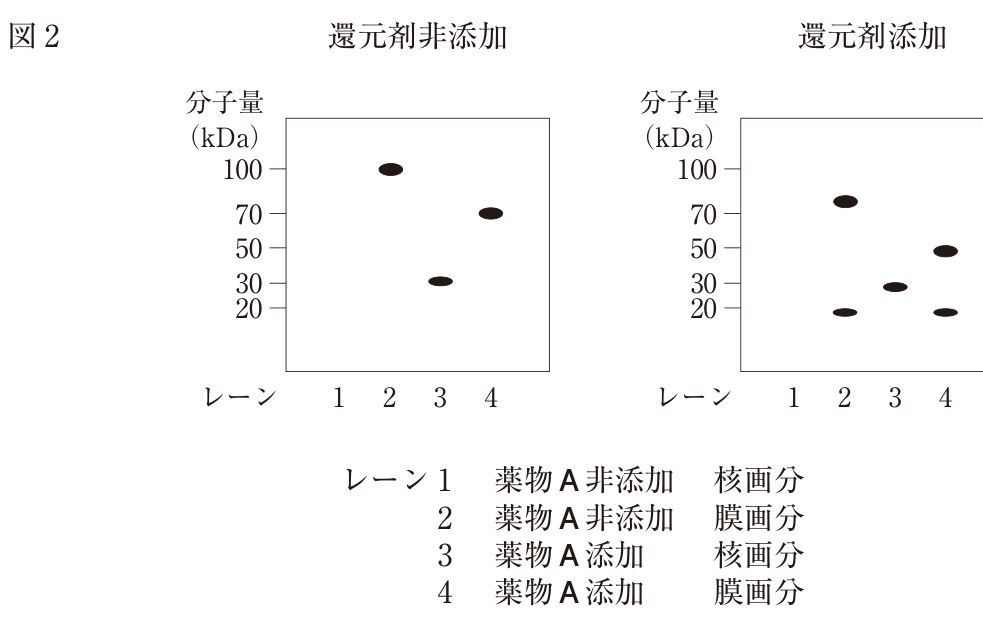 図2
還元剤非添加
還元剤添加
分子量
(kDa)
100
70
50
30
20
レーン 1 2 3 4
分子量
(kDa)
100
70
50
30
20
レーン 1 2 3 4
レーン 1 薬物A非添加 核画分
2 薬物A非添加 膜画分
3 薬物A添加 核画分
4 薬物A添加 膜画分